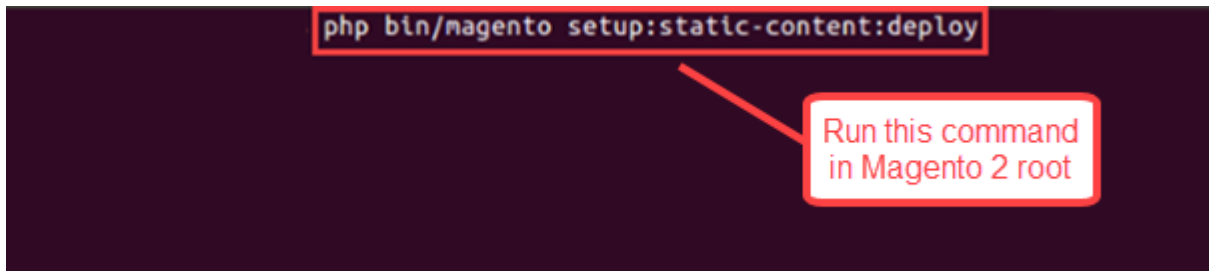 php bin/magento setup:static-content:deploy
Run this command
in Magento 2 root